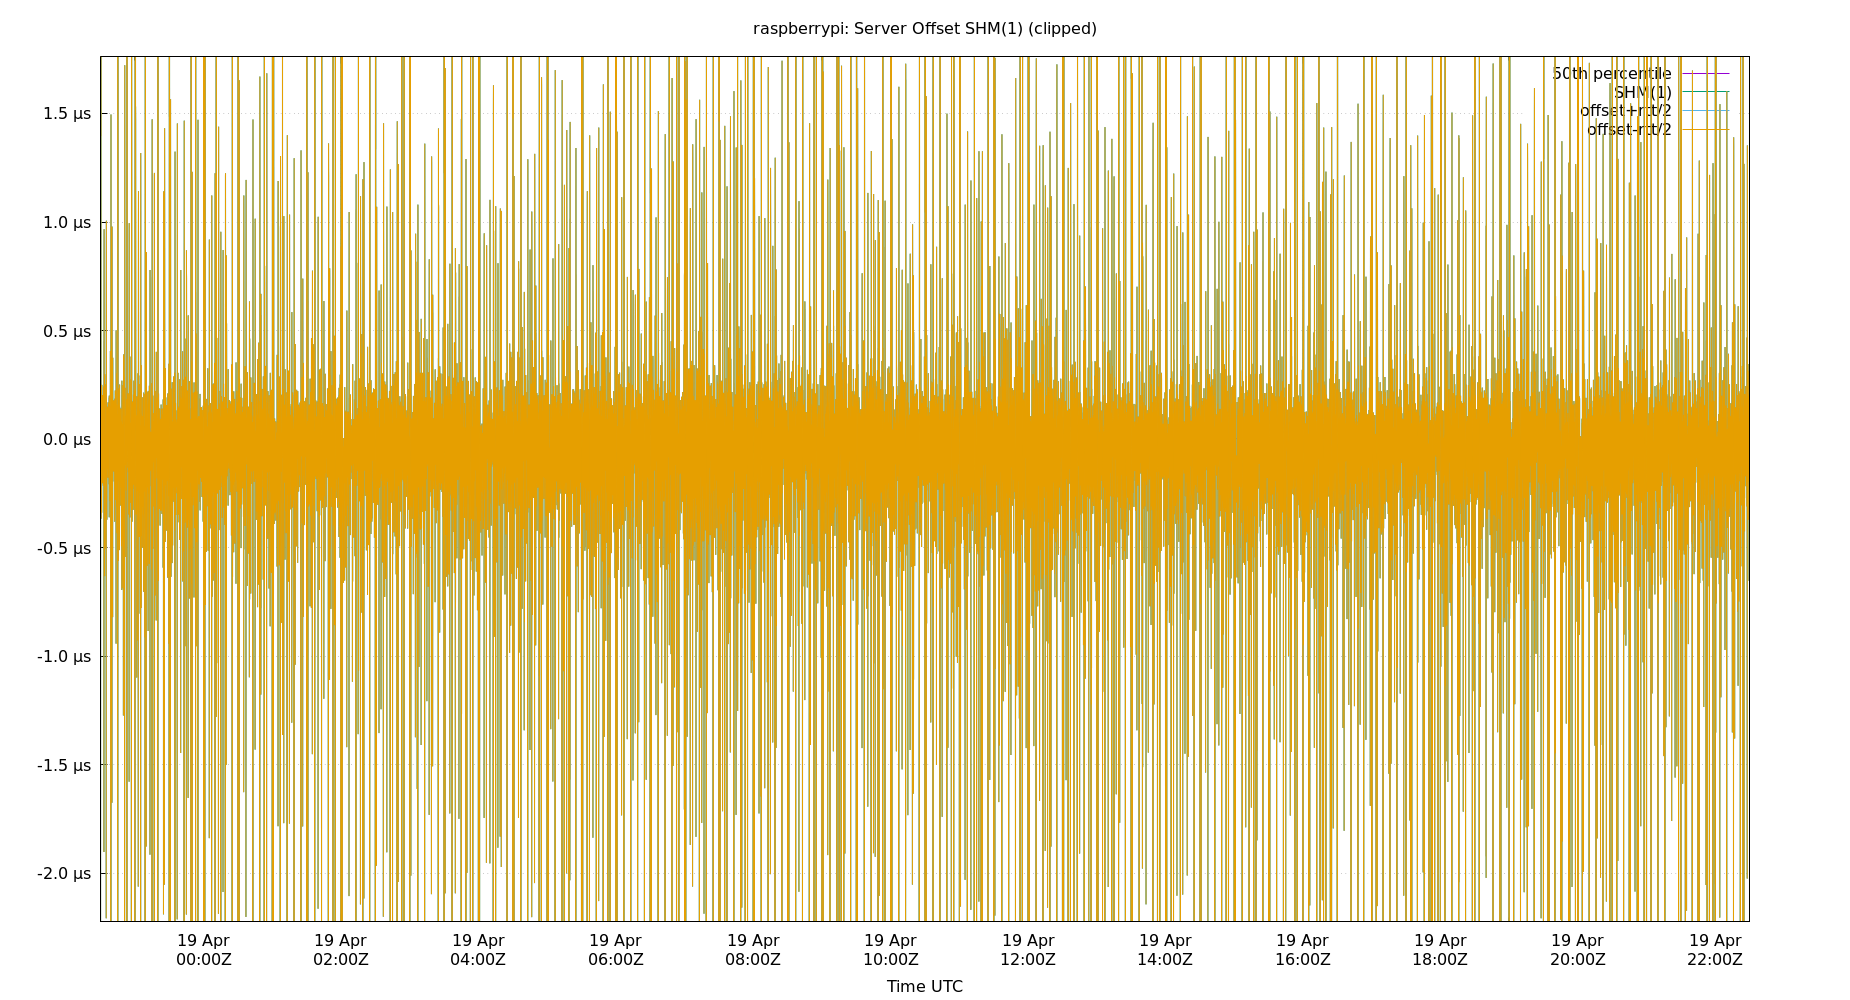 raspberrypi: Server Offset SHM(1) (clipped)
50th percentile
SHM(1)
offset+rtt/2
offset-rtt/2
1.5 µs
1.0 µs
0.5 µs
0.0 µs
-0.5 µs
-1.0 µs
-1.5 µs
-2.0 µs
19 Apr 19 Apr 19 Apr 19 Apr 19 Apr 19 Apr 19 Apr 19 Apr 19 Apr 19 Apr 19 Apr 19 Apr
00:00Z 02:00Z 04:00Z 06:00Z 08:00Z 10:00Z 12:00Z 14:00Z 16:00Z 18:00Z 20:00Z 22:00Z
Time UTC